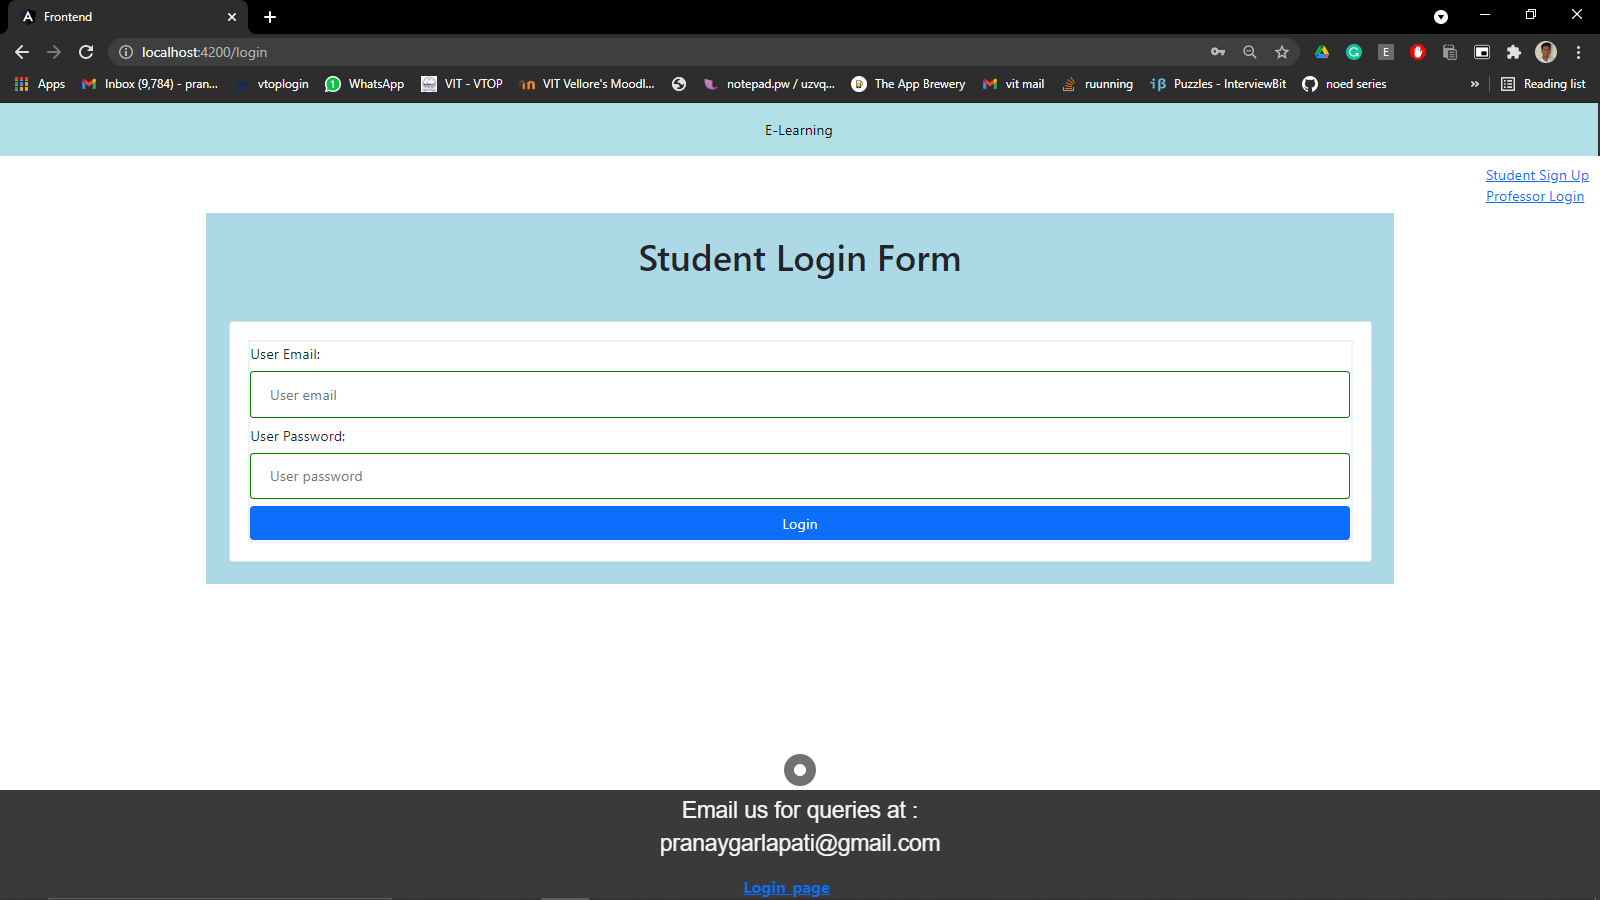 Frontend
localhost:4200/login
Apps Inbox (9,784) - pran... vtoplogin WhatsApp VIT - VTOP VIT Vellore's Moodl... notepad.pw / uzvq... The App Brewery vit mail ruunning Puzzles - InterviewBit noed series » Reading list
E-Learning
Student Sign Up
Professor Login
Student Login Form
User Email:
User email
User Password:
User password
Login
Email us for queries at :
pranaygarlapati@gmail.com
Login page